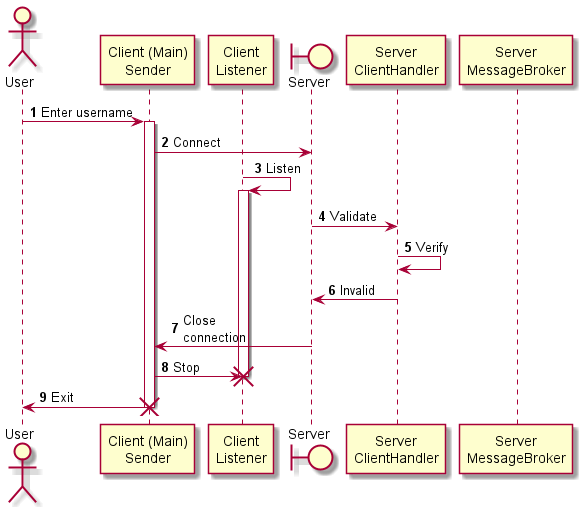 User
Client (Main)
Sender
Client
Listener
Server
Server
ClientHandler
Server
MessageBroker
1 Enter username
2 Connect
3 Listen
4 Validate
5 Verify
6 Invalid
7 Close
connection
8 Stop
9 Exit
User
Client (Main)
Sender
Client
Listener
Server
Server
ClientHandler
Server
MessageBroker